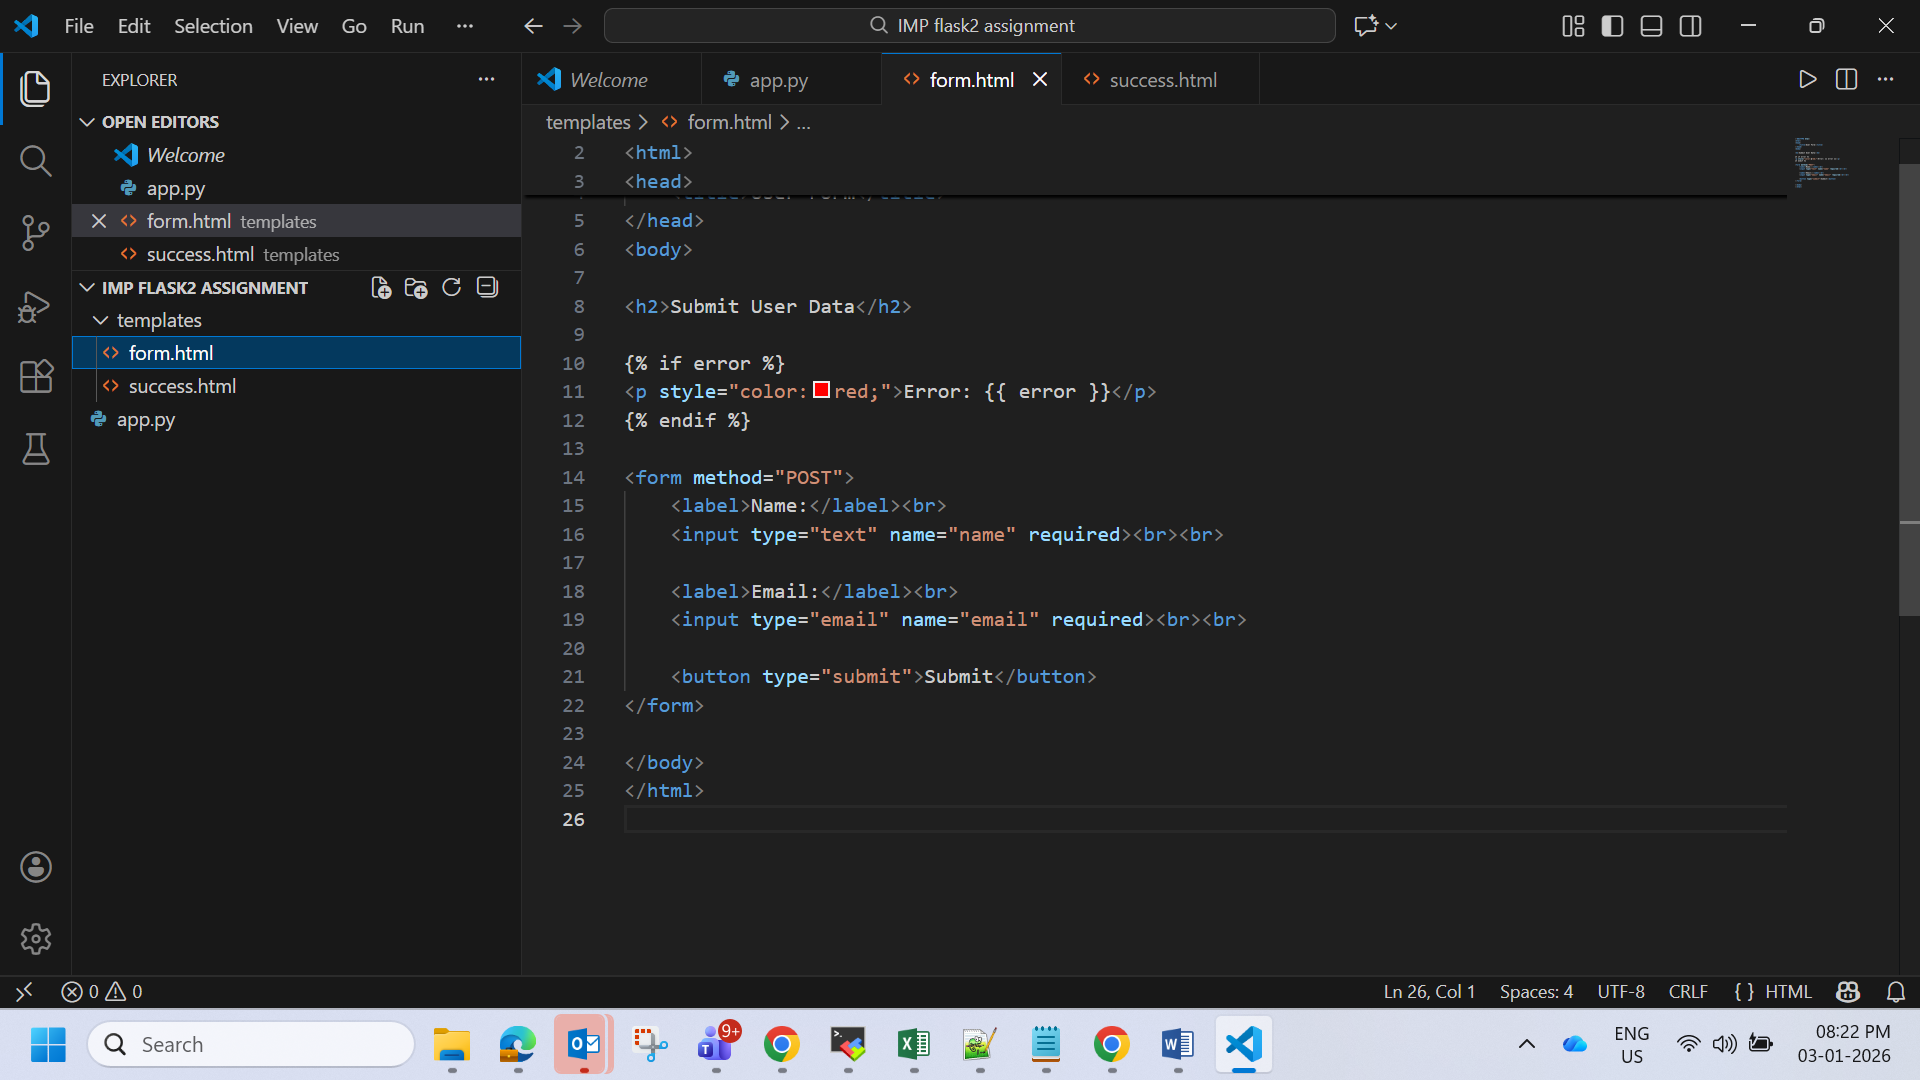 File Edit Selection View Go Run ...
IMP flask2 assignment
EXPLORER
OPEN EDITORS
Welcome
app.py
form.html templates
success.html templates
IMP FLASK2 ASSIGNMENT
templates
form.html
success.html
app.py
Welcome app.py form.html success.html
templates > form.html > ...
2 <html>
3 <head>
5 </head>
6 <body>
7
8 <h2>Submit User Data</h2>
9
10 {% if error %}
11 <p style="color:red;">Error: {{ error }}</p>
12 {% endif %}
13
14 <form method="POST">
15 <label>Name:</label><br>
16 <input type="text" name="name" required><br><br>
17
18 <label>Email:</label><br>
19 <input type="email" name="email" required><br><br>
20
21 <button type="submit">Submit</button>
22 </form>
23
24 </body>
25 </html>
26
0 0
Ln 26, Col 1 Spaces: 4 UTF-8 CRLF { } HTML
Search
9+
ENG
US
08:22 PM
03-01-2026